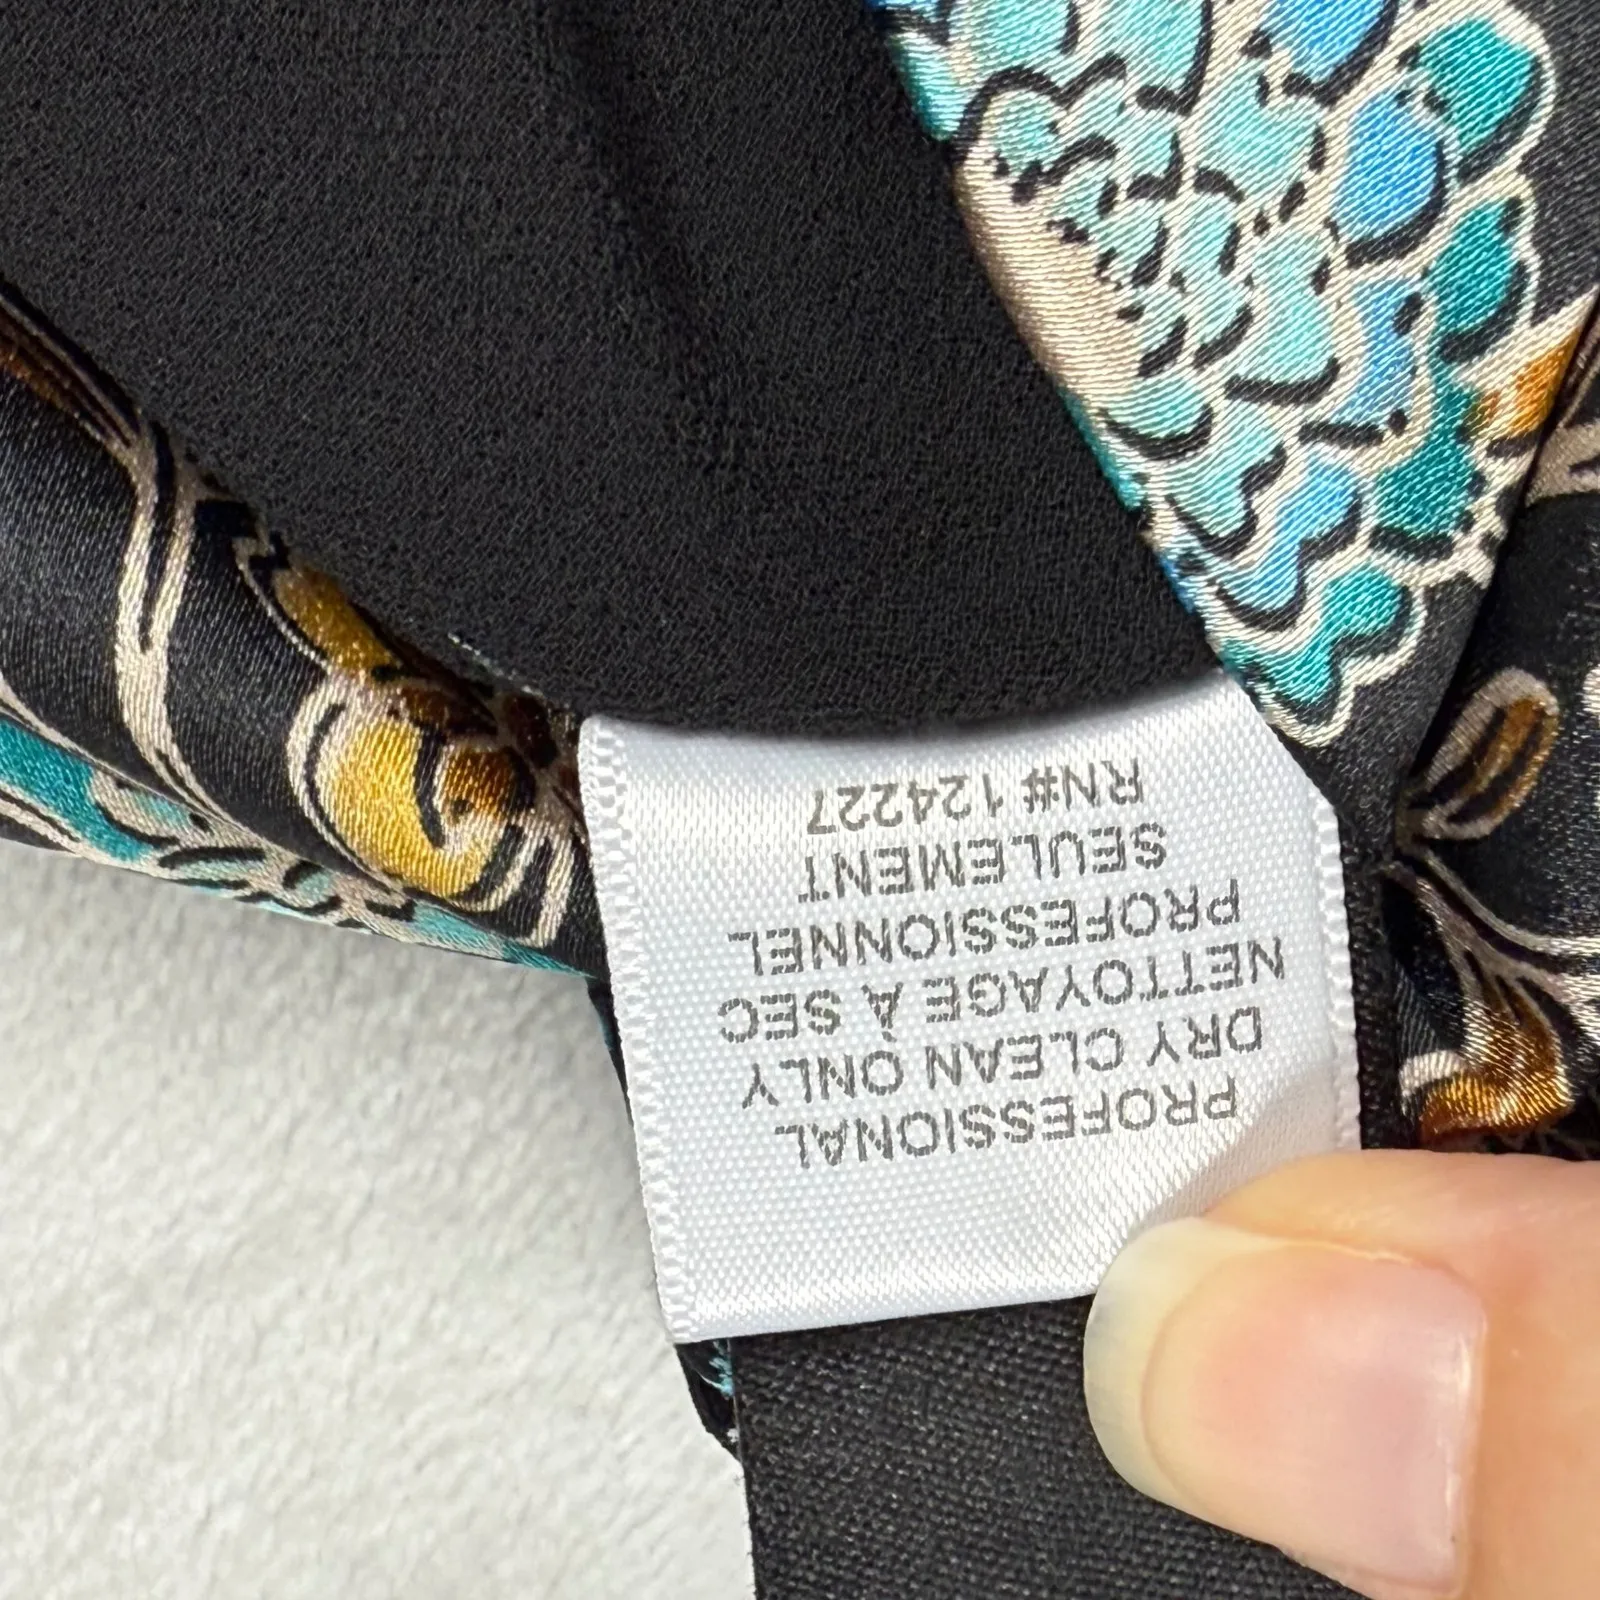 PROFESSIONAL
DRY CLEAN ONLY
NETTOYAGE À SEC
PROFESSIONNEL
SEULEMENT
RN# 124227